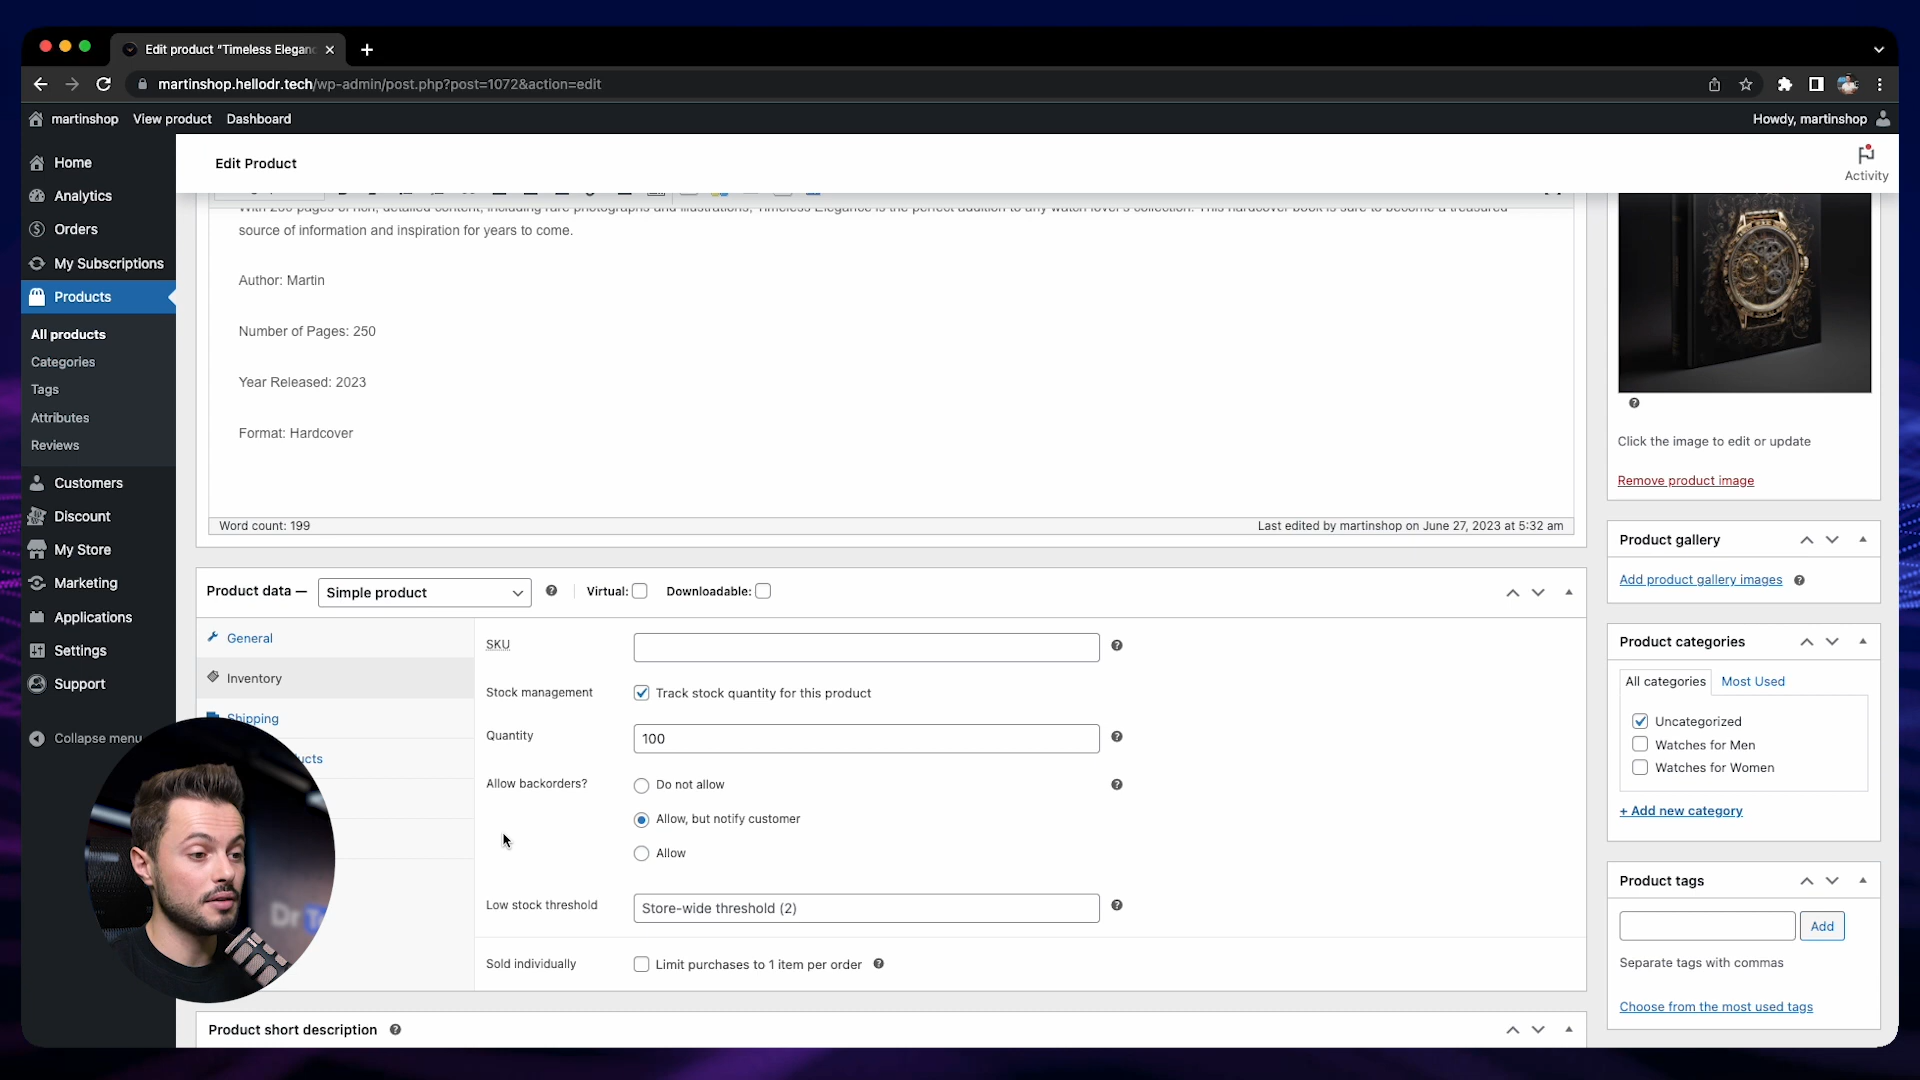 Edit product "Timeless Elegan
martinshop.hellodr.tech/wp-admin/post.php?post=1072&action=edit
martinshop View product Dashboard
Howdy, martinshop
Home
Analytics
Orders
My Subscriptions
Products
All products
Categories
Tags
Attributes
Reviews
Customers
Discount
My Store
Marketing
Applications
Settings
Support
Collapse menu
Edit Product
Activity
With 250 pages of rich, detailed content, including rare photographs and illustrations, Timeless Elegance is the perfect addition to any watch lover's collection. This hardcover book is sure to become a treasured
source of information and inspiration for years to come.
Author: Martin
Number of Pages: 250
Year Released: 2023
Format: Hardcover
Word count: 199
Last edited by martinshop on June 27, 2023 at 5:32 am
Product data — Simple product Virtual: Downloadable:
General
Inventory
Shipping
ucts
SKU
Stock management Track stock quantity for this product
Quantity 100
Allow backorders? Do not allow
Allow, but notify customer
Allow
Low stock threshold Store-wide threshold (2)
Sold individually Limit purchases to 1 item per order
Product short description
Click the image to edit or update
Remove product image
Product gallery
Add product gallery images
Product categories
All categories Most Used
Uncategorized
Watches for Men
Watches for Women
+ Add new category
Product tags
Add
Separate tags with commas
Choose from the most used tags
Dr T